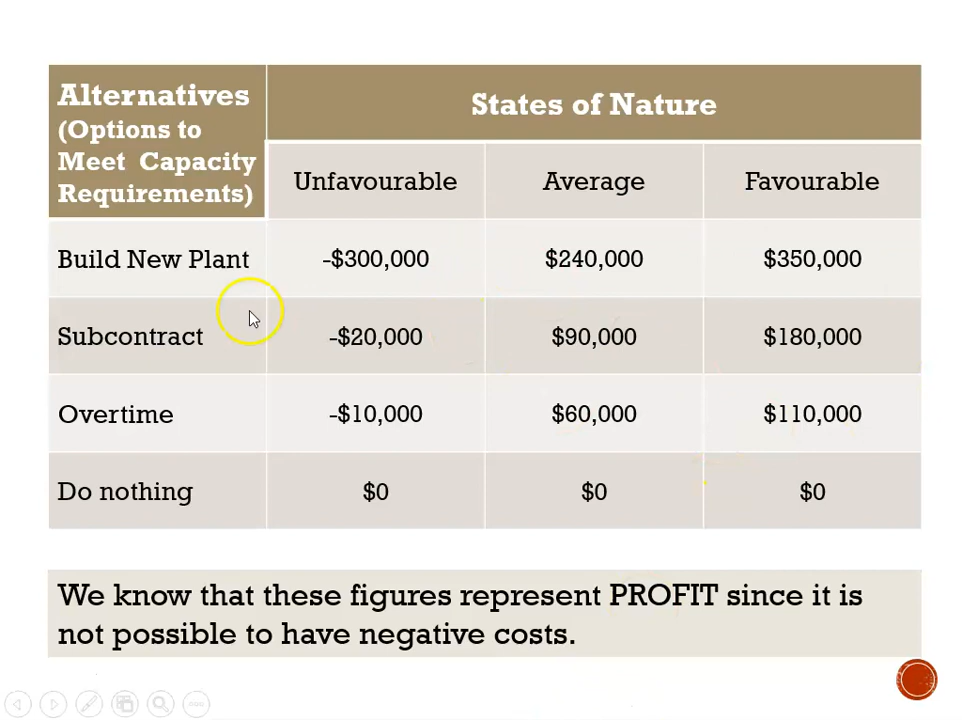 Alternatives
(Options to
Meet Capacity
Requirements)
States of Nature
Unfavourable Average Favourable
Build New Plant -$300,000 $240,000 $350,000
Subcontract -$20,000 $90,000 $180,000
Overtime -$10,000 $60,000 $110,000
Do nothing $0 $0 $0
We know that these figures represent PROFIT since it is
not possible to have negative costs.